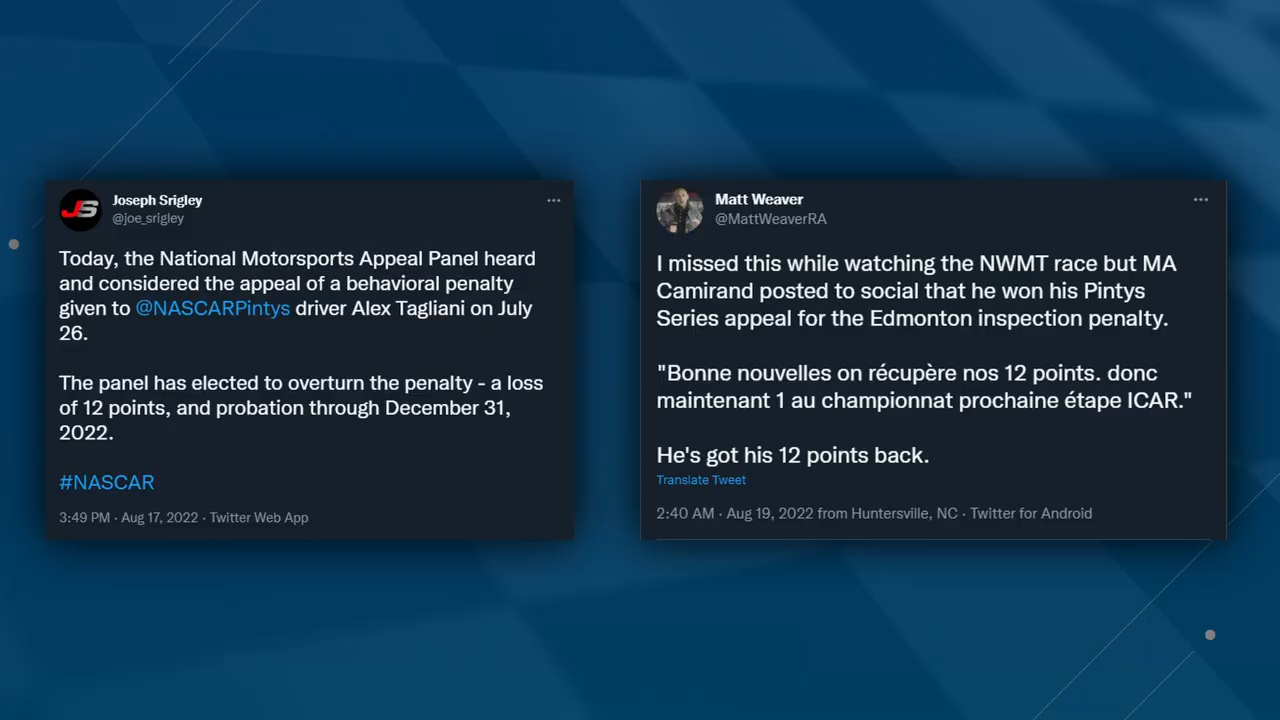 JS
Joseph Srigley
@joe_srigley
Today, the National Motorsports Appeal Panel heard
and considered the appeal of a behavioral penalty
given to @NASCARPintys driver Alex Tagliani on July
26.
The panel has elected to overturn the penalty - a loss
of 12 points, and probation through December 31,
2022.
#NASCAR
3:49 PM · Aug 17, 2022 · Twitter Web App
Matt Weaver
@MattWeaverRA
I missed this while watching the NWMT race but MA
Camirand posted to social that he won his Pintys
Series appeal for the Edmonton inspection penalty.
"Bonne nouvelles on récupère nos 12 points. donc
maintenant 1 au championnat prochaine étape ICAR."
He's got his 12 points back.
Translate Tweet
2:40 AM · Aug 19, 2022 from Huntersville, NC · Twitter for Android